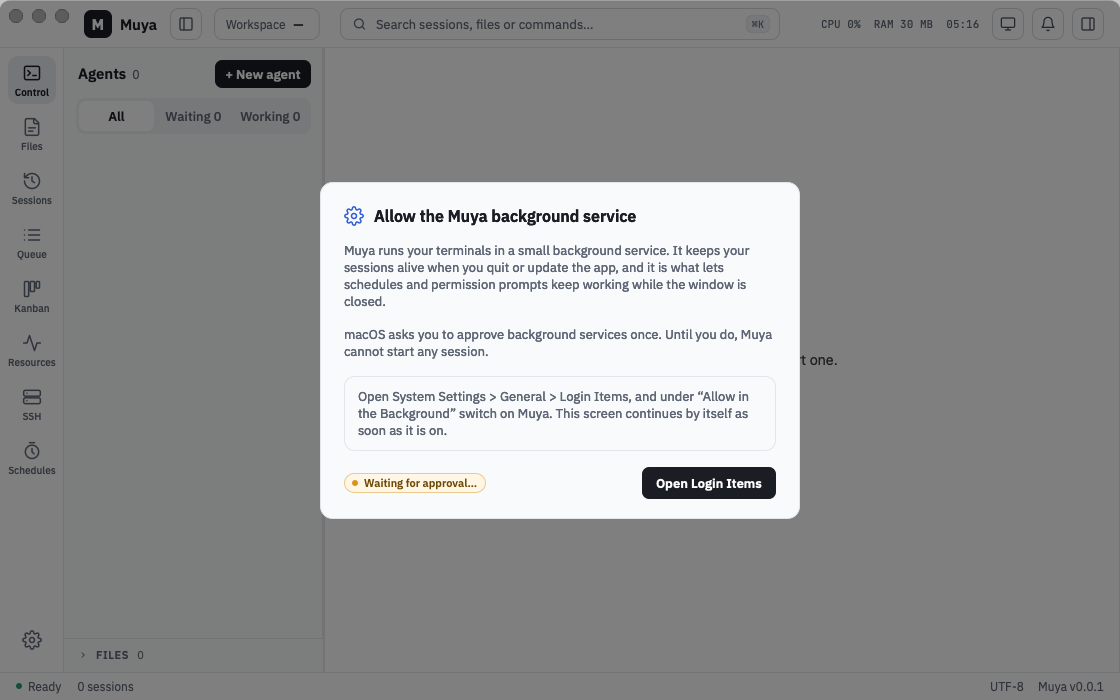 M Muya
Workspace —
Search sessions, files or commands...
⌘K
CPU 0% RAM 30 MB 05:16
Control
Files
Sessions
Queue
Kanban
Resources
SSH
Schedules
Agents 0
+ New agent
All Waiting 0 Working 0
Allow the Muya background service
Muya runs your terminals in a small background service. It keeps your
sessions alive when you quit or update the app, and it is what lets
schedules and permission prompts keep working while the window is
closed.
macOS asks you to approve background services once. Until you do, Muya
cannot start any session.
Open System Settings > General > Login Items, and under “Allow in
the Background” switch on Muya. This screen continues by itself as
soon as it is on.
Waiting for approval...
Open Login Items
one.
FILES 0
Ready 0 sessions
UTF-8 Muya v0.0.1